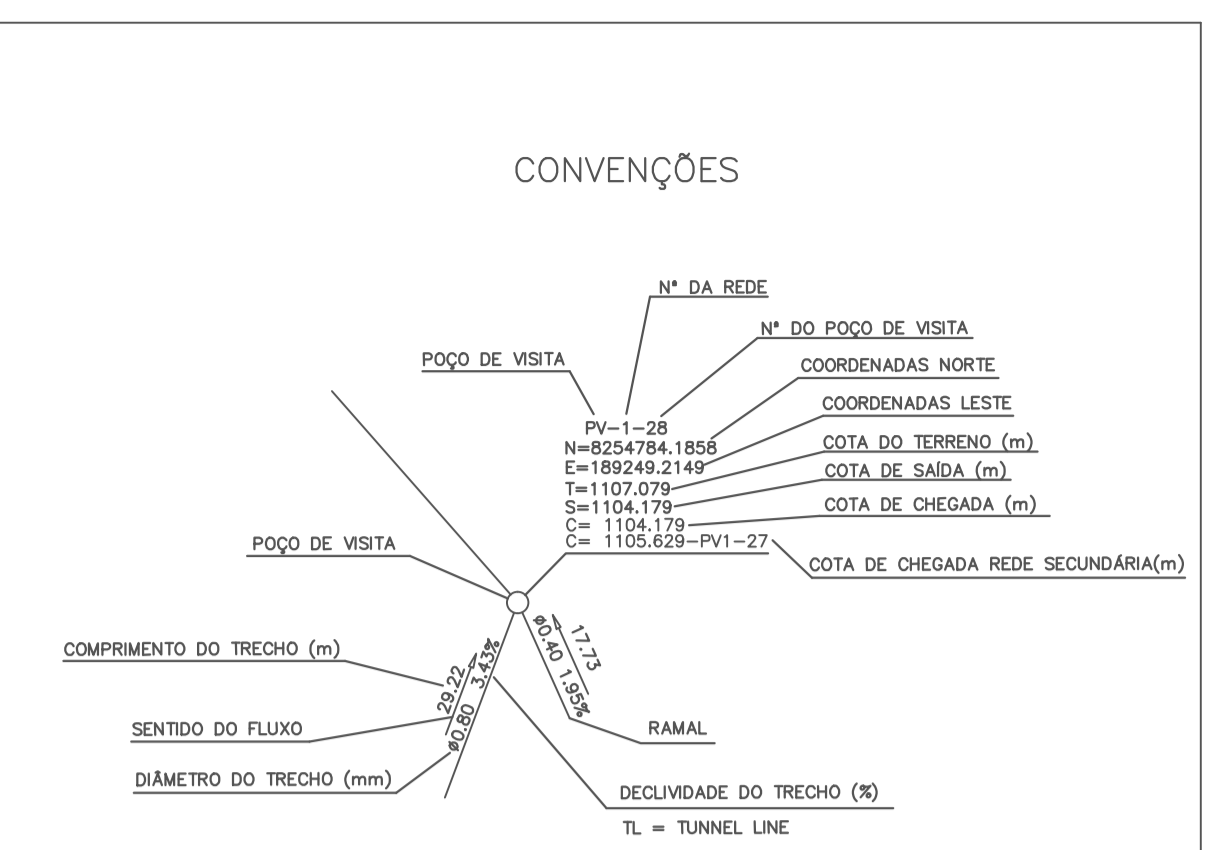 CONVENÇÕES
Nº DA REDE
Nº DO POÇO DE VISITA
POÇO DE VISITA
COORDENADAS NORTE
COORDENADAS LESTE
PV-1-28
N=8254784.1858
COTA DO TERRENO (m)
E=189249.2149
COTA DE SAÍDA (m)
T=1107.079
S=1104.179
COTA DE CHEGADA (m)
C= 1104.179
C= 1105.629-PV1-27
POÇO DE VISITA
COTA DE CHEGADA REDE SECUNDÁRIA(m)
COMPRIMENTO DO TRECHO (m)
29.22
ø0.80 3.43%
17.73
ø0.40 1.95%
SENTIDO DO FLUXO
RAMAL
DIÂMETRO DO TRECHO (mm)
DECLIVIDADE DO TRECHO (%)
TL = TUNNEL LINE